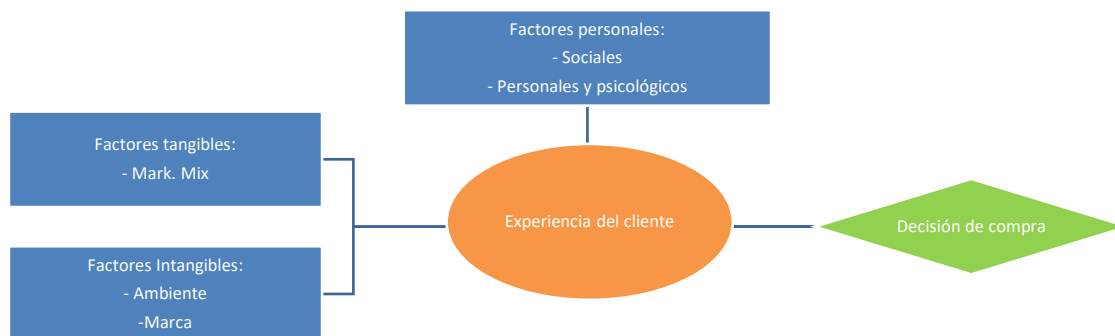 Factores personales:
- Sociales
- Personales y psicológicos
Factores tangibles:
- Mark. Mix
Experiencia del cliente
Decisión de compra
Factores Intangibles:
- Ambiente
-Marca